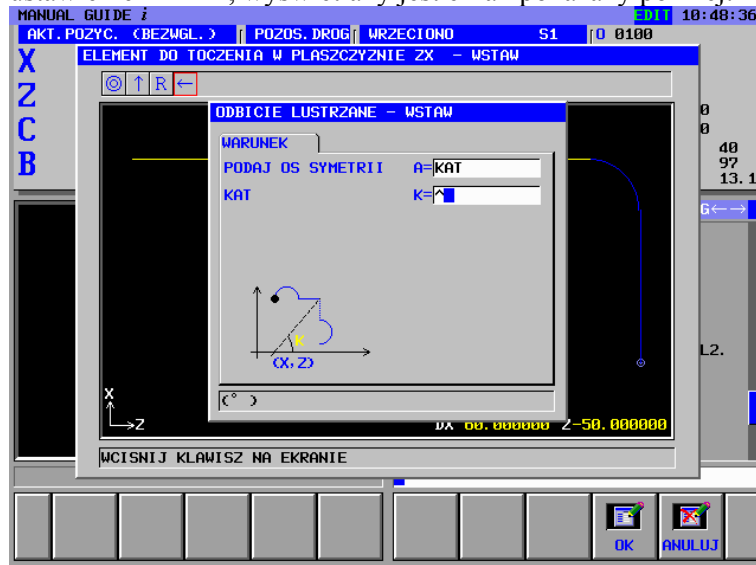 MANUAL GUIDE i EDIT 10:48:36
AKT.POZYC. (BEZWGL.) POZOS.DROG WRZECIONO S1 O 0100
X
Z
C
B
ELEMENT DO TOCZENIA W PLASZCZYZNIE ZX - WSTAW
R
ODBICIE LUSTRZANE - WSTAW
WARUNEK
PODAJ OS SYMETRII A=KAT
KAT K=^
0
0
40
97
13.1
G←→
K
(X,Z)
L2.
(° )
X
Z
DX 60.000000 Z-50.000000
WCISNIJ KLAWISZ NA EKRANIE
OK ANULUJ